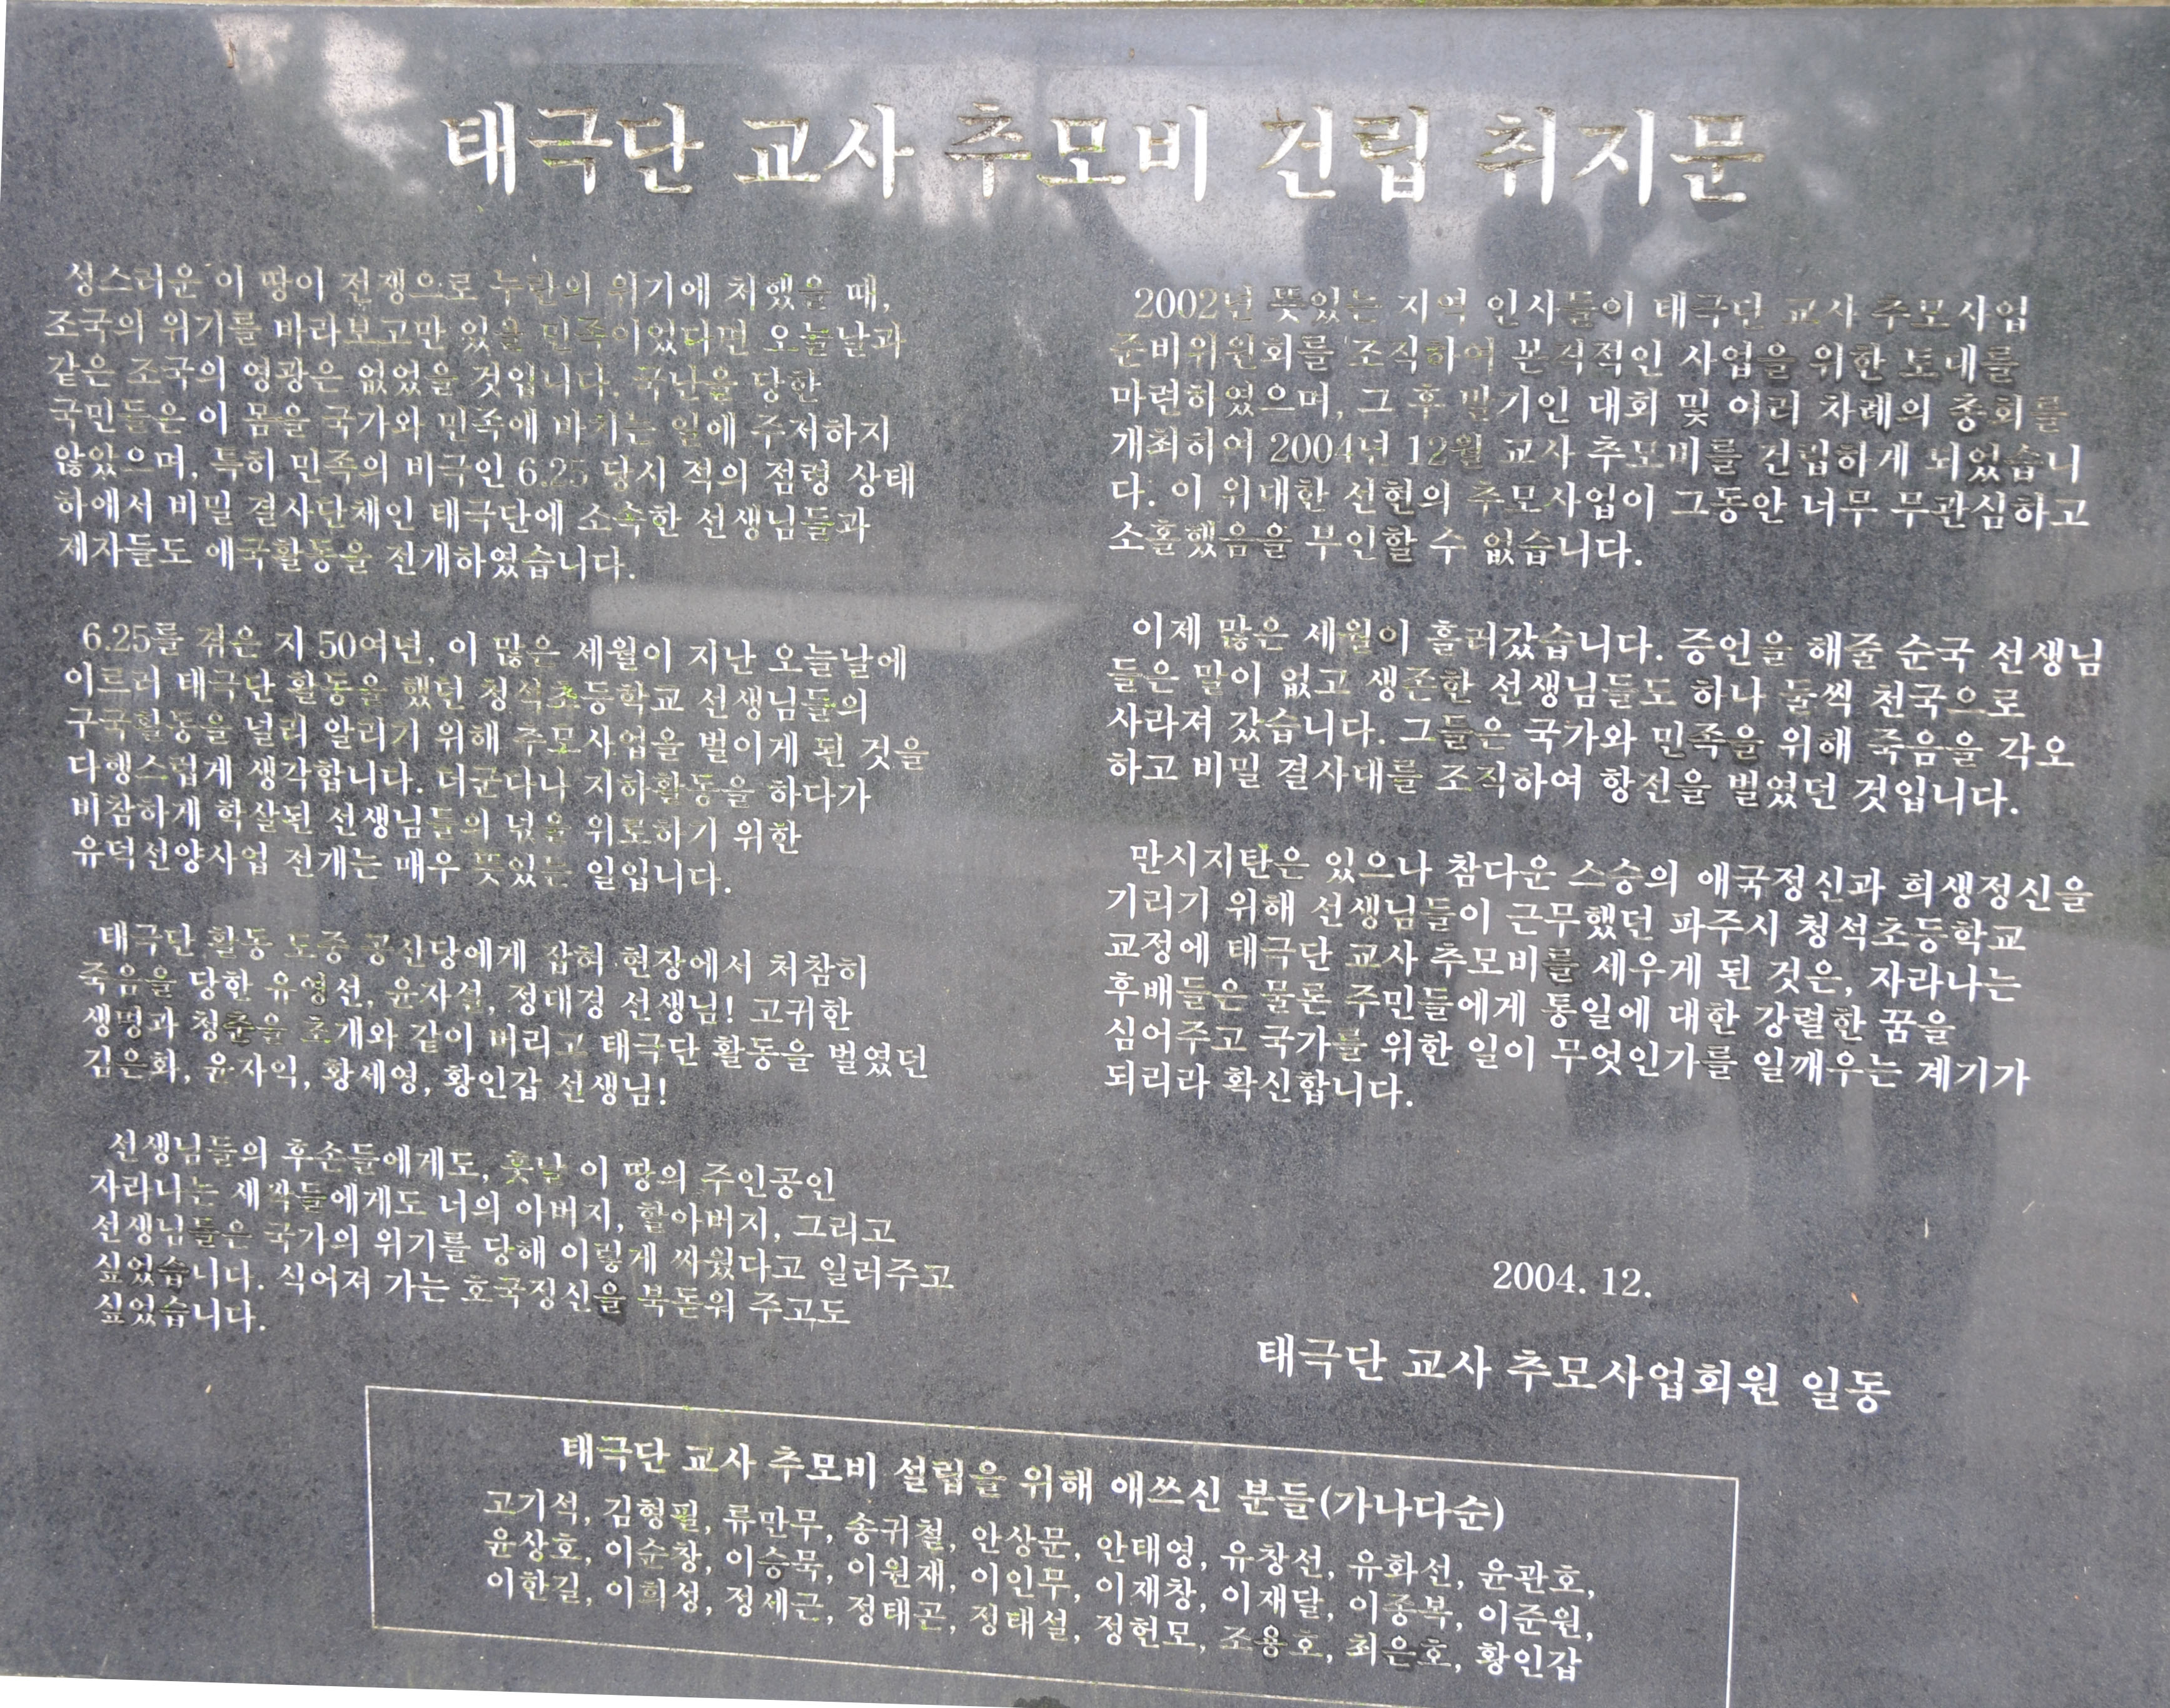 태극단 교사 추모비 건립 취지문
성스러운 이 땅이 전쟁으로 누란의 위기에 처했을 때,
조국의 위기를 바라보고만 있을 민족이었다면 오늘날과
같은 조국의 영광은 없었을 것입니다. 국난을 당한
국민들은 이 몸을 국가와 민족에 바치는 일에 주저하지
않았으며, 특히 민족의 비극인 6.25 당시 적의 점령 상태
하에서 비밀 결사단체인 태극단에 소속한 선생님들과
제자들도 애국활동을 전개하였습니다.
6.25를 겪은 지 50여년, 이 많은 세월이 지난 오늘날에
이르러 태극단 활동을 했던 청석초등학교 선생님들의
구국활동을 널리 알리기 위해 추모사업을 벌이게 된 것을
다행스럽게 생각합니다. 더군다나 지하활동을 하다가
비참하게 학살된 선생님들의 넋을 위로하기 위한
유덕선양사업 전개는 매우 뜻있는 일입니다.
태극단 활동 도중 공산당에게 잡혀 현장에서 처참히
죽음을 당한 유영선, 윤자설, 정대경 선생님! 고귀한
생명과 청춘을 초개와 같이 버리고 태극단 활동을 벌였던
김은화, 윤자익, 황세영, 황인갑 선생님!
선생님들의 후손들에게도, 훗날 이 땅의 주인공인
자라나는 새싹들에게도 너의 아버지, 할아버지, 그리고
선생님들은 국가의 위기를 당해 이렇게 싸웠다고 일러주고
싶었습니다. 식어져 가는 호국정신을 북돋워 주고도
싶었습니다.
2002년 뜻있는 지역 인사들이 태극단 교사 추모사업
준비위원회를 조직하여 본격적인 사업을 위한 토대를
마련하였으며, 그 후 발기인 대회 및 여러 차례의 총회를
개최하여 2004년 12월 교사 추모비를 건립하게 되었습니
다. 이 위대한 선현의 추모사업이 그동안 너무 무관심하고
소홀했음을 부인할 수 없습니다.
이제 많은 세월이 흘러갔습니다. 증언을 해줄 순국 선생님
들은 말이 없고 생존한 선생님들도 하나 둘씩 천국으로
사라져 갔습니다. 그들은 국가와 민족을 위해 죽음을 각오
하고 비밀 결사대를 조직하여 항전을 벌였던 것입니다.
만시지탄은 있으나 참다운 스승의 애국정신과 희생정신을
기리기 위해 선생님들이 근무했던 파주시 청석초등학교
교정에 태극단 교사 추모비를 세우게 된 것은, 자라나는
후배들은 물론 주민들에게 통일에 대한 강렬한 꿈을
심어주고 국가를 위한 일이 무엇인가를 일깨우는 계기가
되리라 확신합니다.
2004. 12.
태극단 교사 추모사업회원 일동
태극단 교사 추모비 설립을 위해 애쓰신 분들(가나다순)
고기석, 김형필, 류만무, 송귀철, 안상문, 안태영, 유창선, 유화선, 윤관호,
윤상호, 이순창, 이승묵, 이원재, 이인무, 이재창, 이재달, 이종복, 이준원,
이한길, 이희성, 정세근, 정태곤, 정태설, 정헌모, 조용호, 최은호, 황인갑